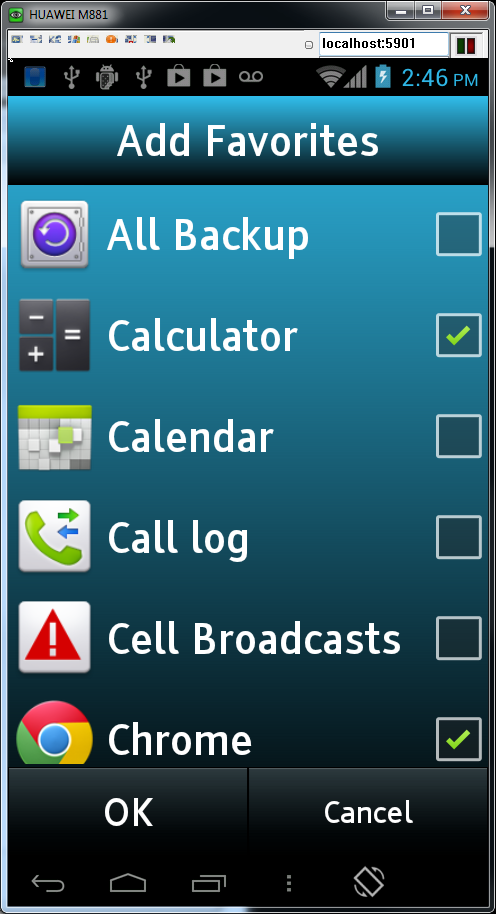 HUAWEI M881
localhost:5901
2:46 PM
Add Favorites
All Backup
Calculator
Calendar
Call log
Cell Broadcasts
Chrome
OK
Cancel